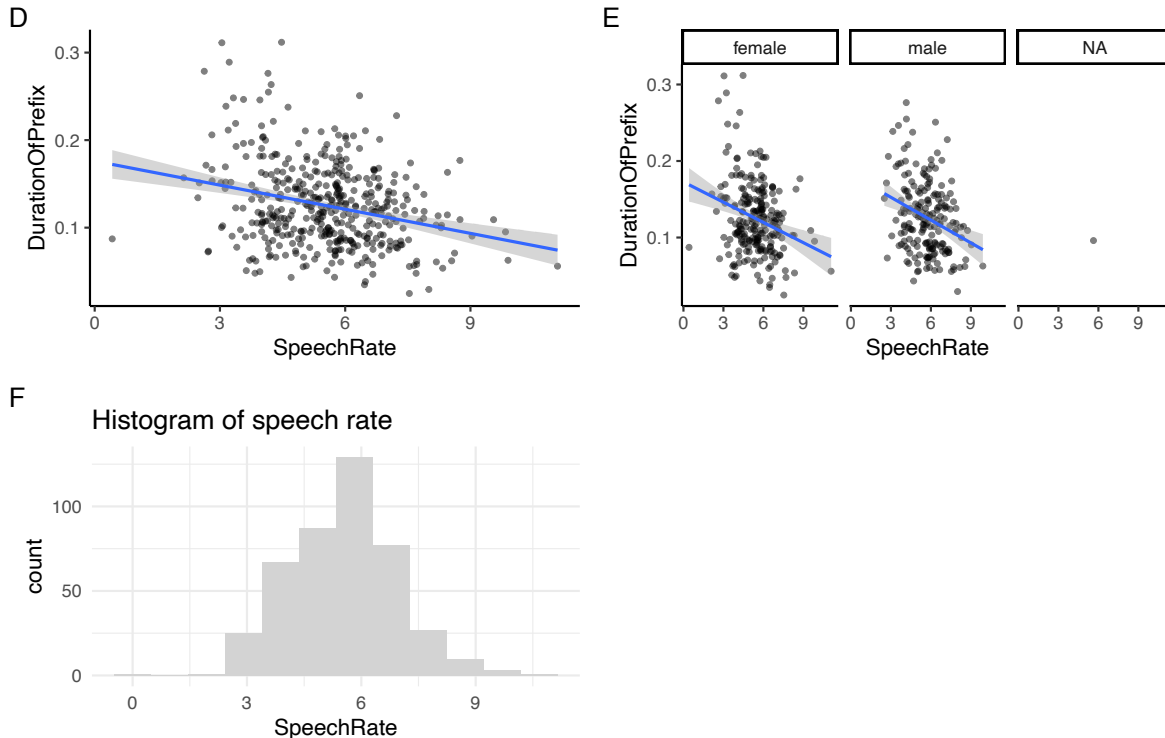 D
0.3
0.2
0.1
DurationOfPrefix
0 3 6 9
SpeechRate
E
female male NA
0.3
0.2
0.1
DurationOfPrefix
0 3 6 9 0 3 6 9 0 3 6 9
SpeechRate
F
Histogram of speech rate
100
50
0
count
0 3 6 9
SpeechRate